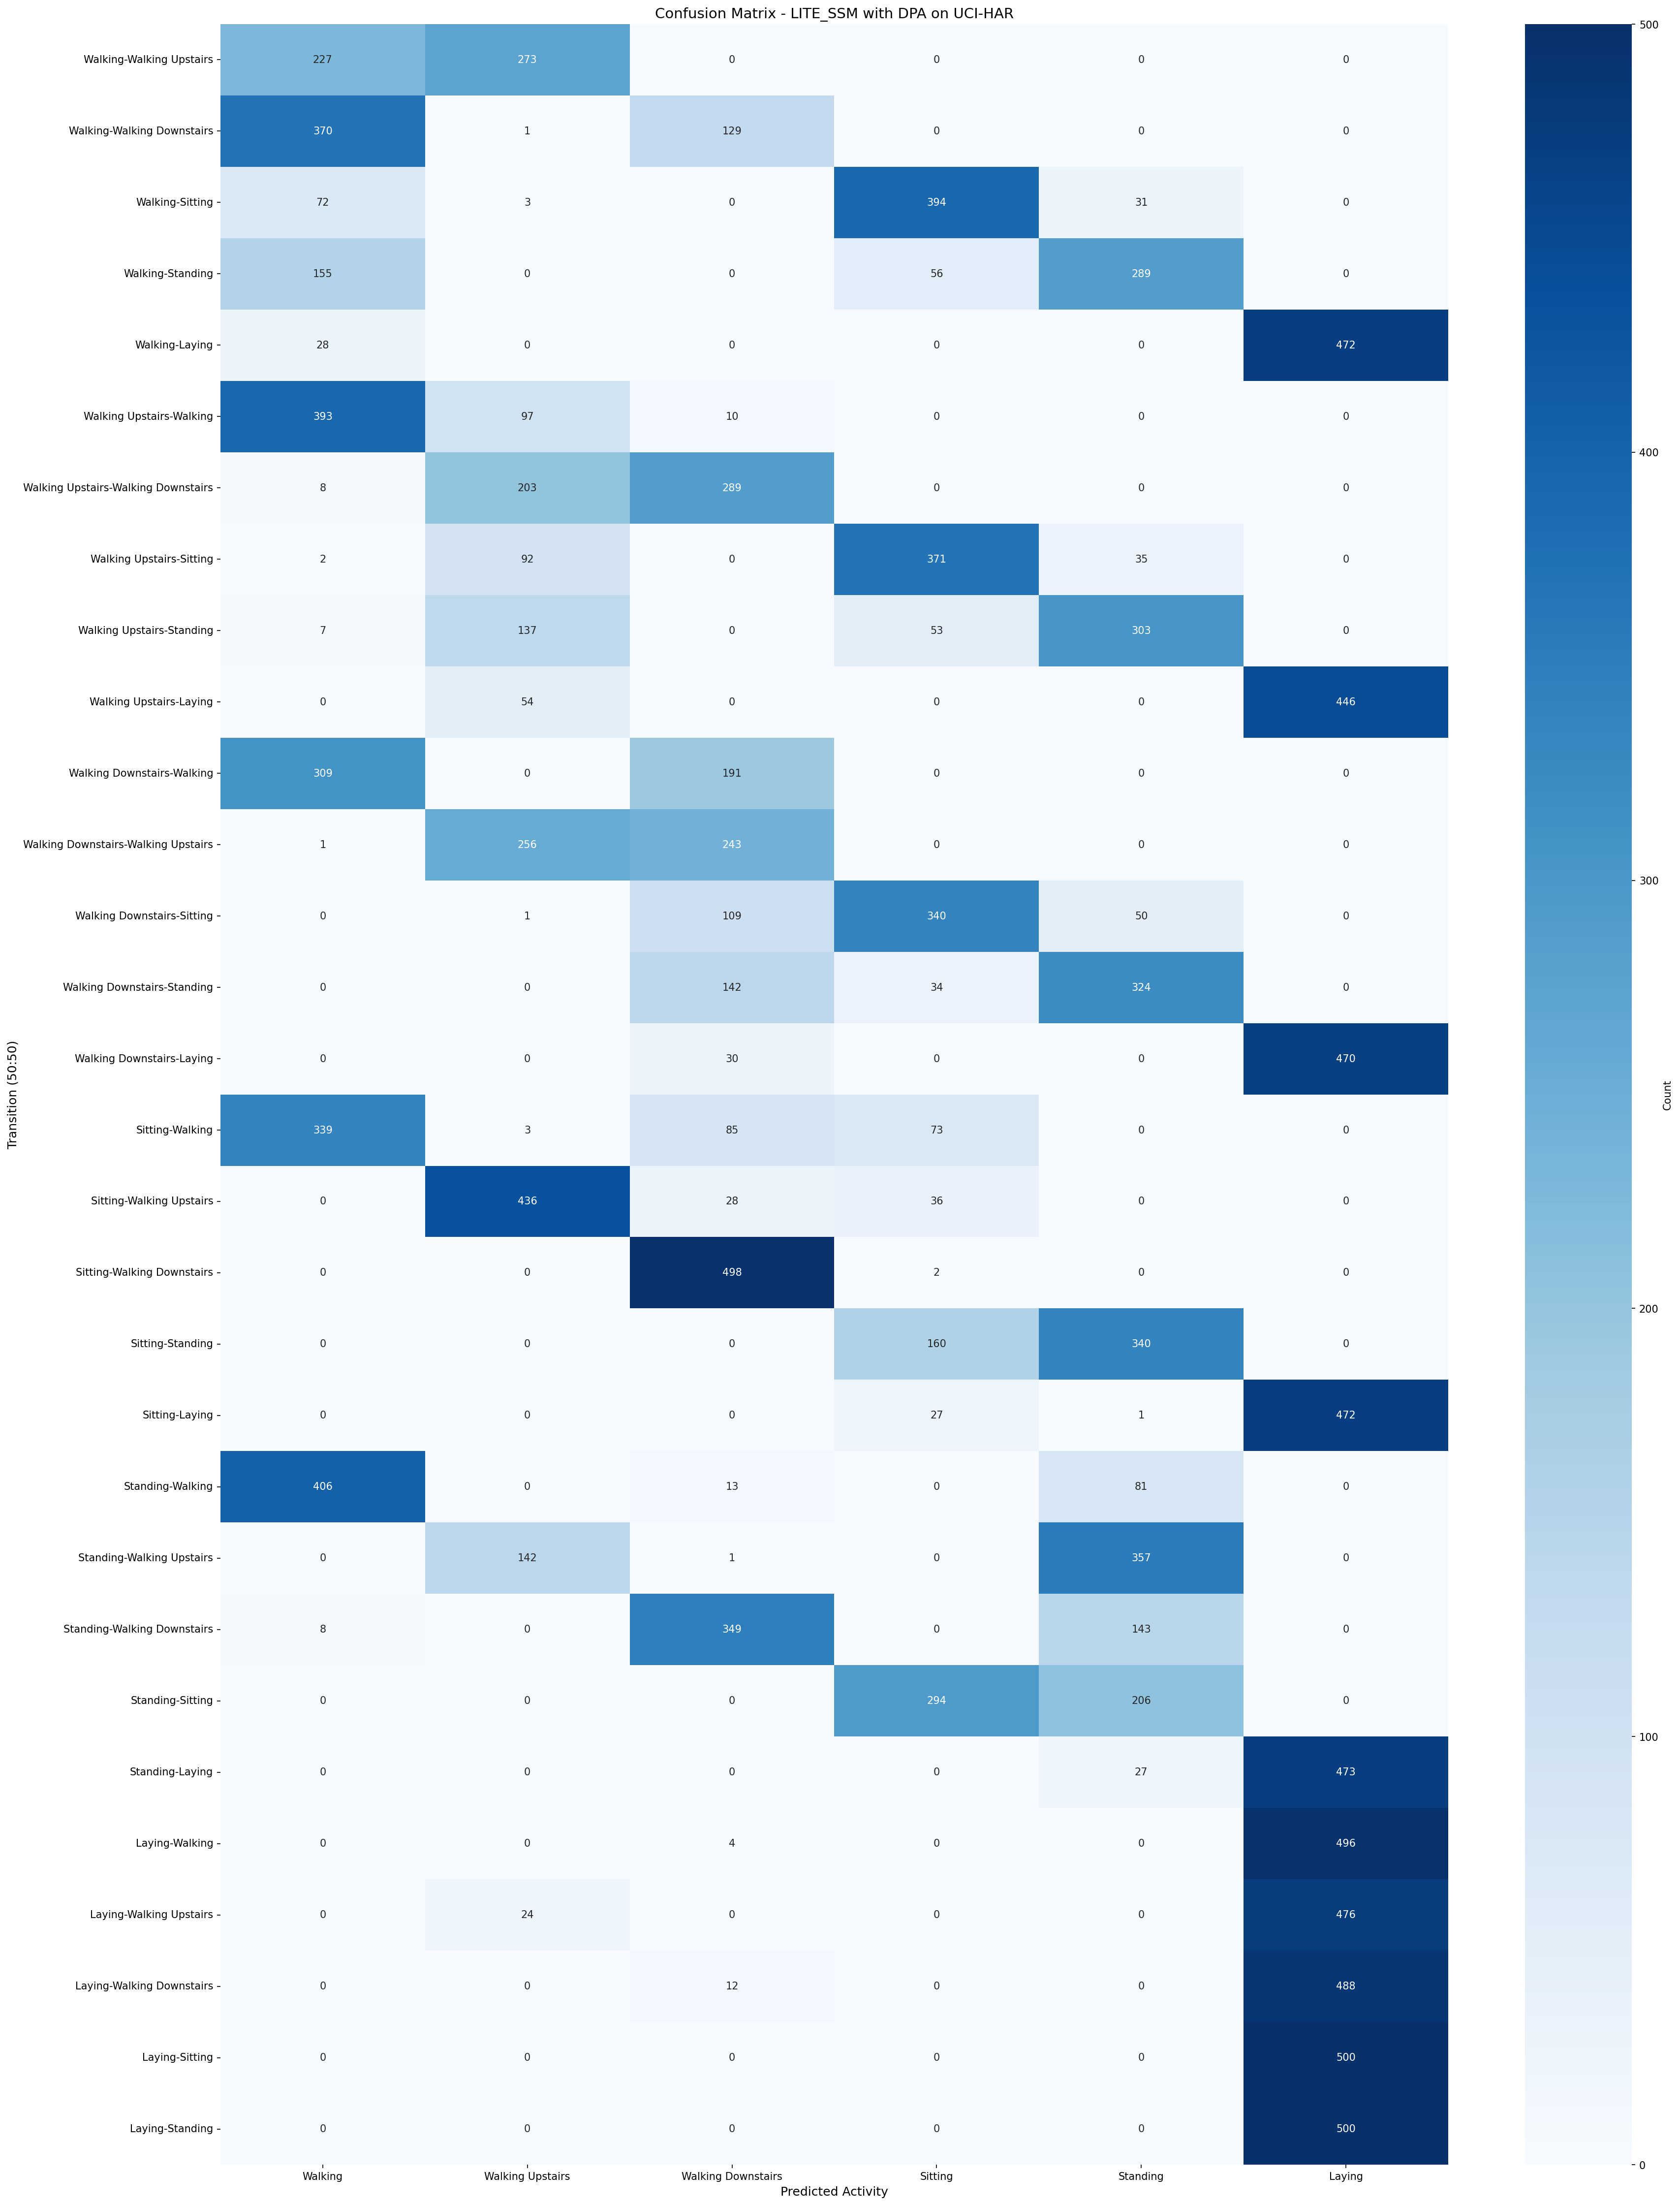 Confusion Matrix - LITE_SSM with DPA on UCI-HAR
Walking-Walking Upstairs 227 273 0 0 0 0
Walking-Walking Downstairs 370 1 129 0 0 0
Walking-Sitting 72 3 0 394 31 0
Walking-Standing 155 0 0 56 289 0
Walking-Laying 28 0 0 0 0 472
Walking Upstairs-Walking 393 97 10 0 0 0
Walking Upstairs-Walking Downstairs 8 203 289 0 0 0
Walking Upstairs-Sitting 2 92 0 371 35 0
Walking Upstairs-Standing 7 137 0 53 303 0
Walking Upstairs-Laying 0 54 0 0 0 446
Walking Downstairs-Walking 309 0 191 0 0 0
Walking Downstairs-Walking Upstairs 1 256 243 0 0 0
Walking Downstairs-Sitting 0 1 109 340 50 0
Walking Downstairs-Standing 0 0 142 34 324 0
Walking Downstairs-Laying 0 0 30 0 0 470
Sitting-Walking 339 3 85 73 0 0
Sitting-Walking Upstairs 0 436 28 36 0 0
Sitting-Walking Downstairs 0 0 498 2 0 0
Sitting-Standing 0 0 0 160 340 0
Sitting-Laying 0 0 0 27 1 472
Standing-Walking 406 0 13 0 81 0
Standing-Walking Upstairs 0 142 1 0 357 0
Standing-Walking Downstairs 8 0 349 0 143 0
Standing-Sitting 0 0 0 294 206 0
Standing-Laying 0 0 0 0 27 473
Laying-Walking 0 0 4 0 0 496
Laying-Walking Upstairs 0 24 0 0 0 476
Laying-Walking Downstairs 0 0 12 0 0 488
Laying-Sitting 0 0 0 0 0 500
Laying-Standing 0 0 0 0 0 500
Walking Walking Upstairs Walking Downstairs Sitting Standing Laying
Predicted Activity
Transition (50:50)
500
400
300
200
100
0
Count